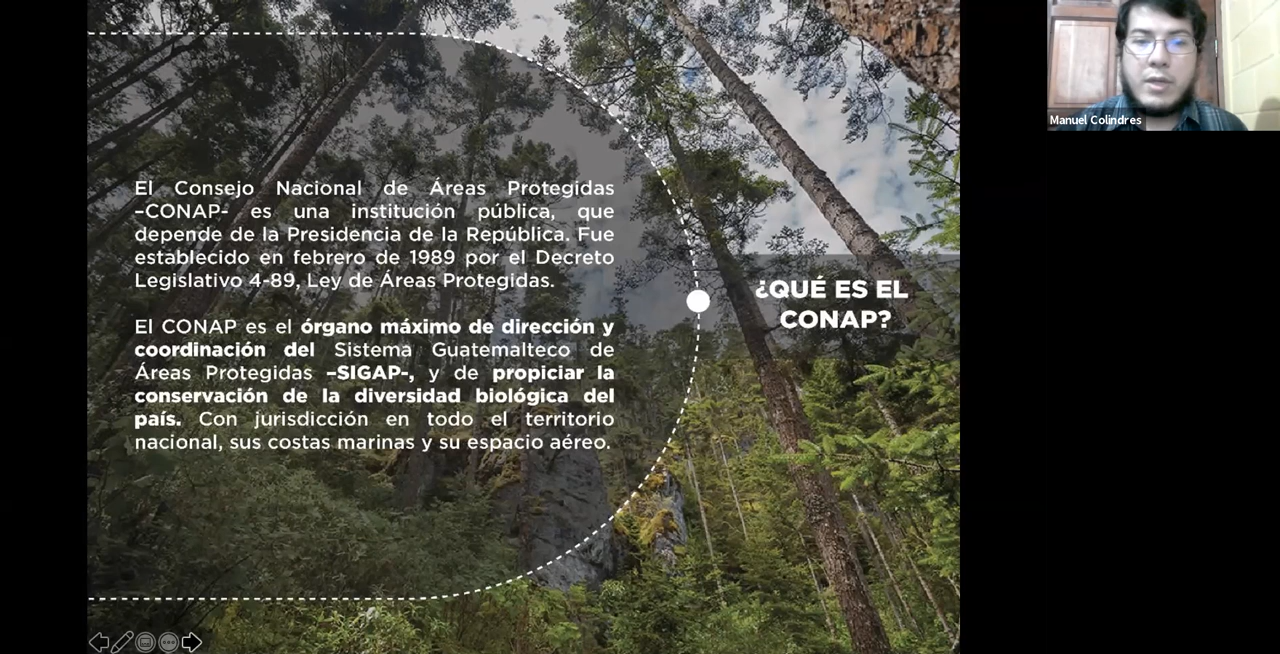 El Consejo Nacional de Áreas Protegidas
–CONAP- es una institución pública, que
depende de la Presidencia de la República. Fue
establecido en febrero de 1989 por el Decreto
Legislativo 4-89, Ley de Áreas Protegidas.
El CONAP es el órgano máximo de dirección y
coordinación del Sistema Guatemalteco de
Áreas Protegidas –SIGAP-, y de propiciar la
conservación de la diversidad biológica del
país. Con jurisdicción en todo el territorio
nacional, sus costas marinas y su espacio aéreo.
¿QUÉ ES EL
CONAP?
Manuel Colindres